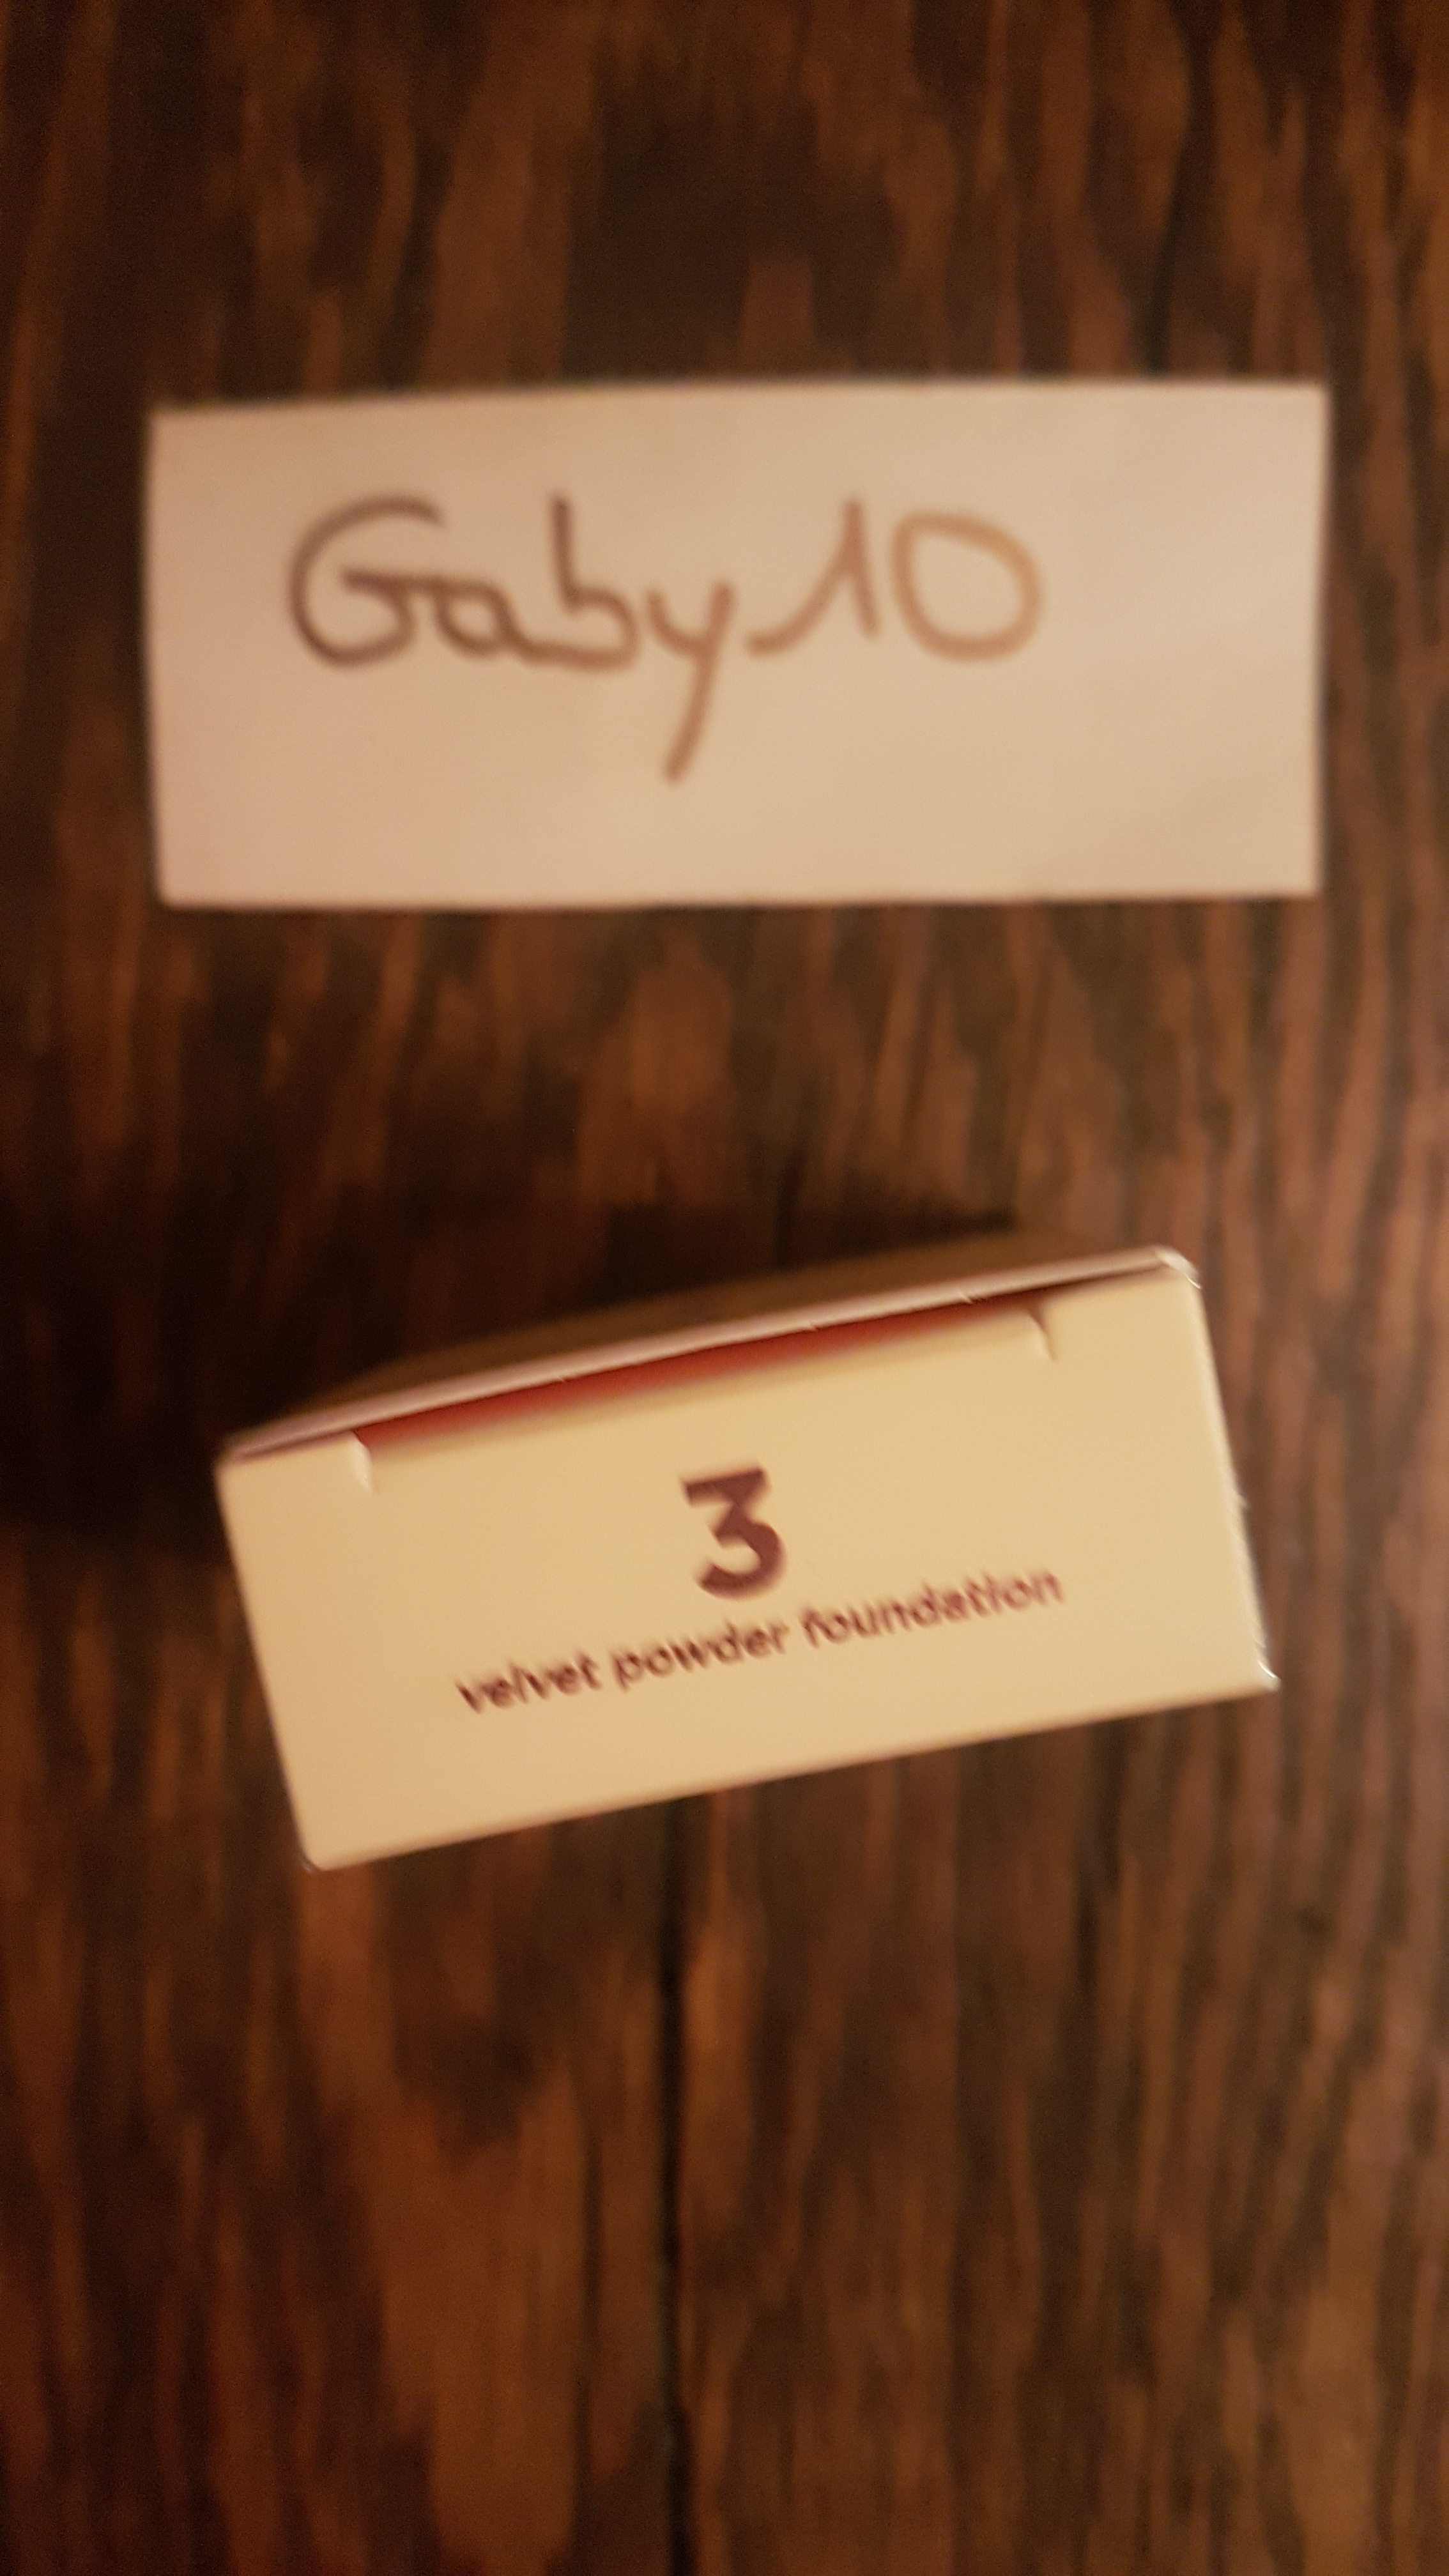 Gaby10
3
velvet powder foundation